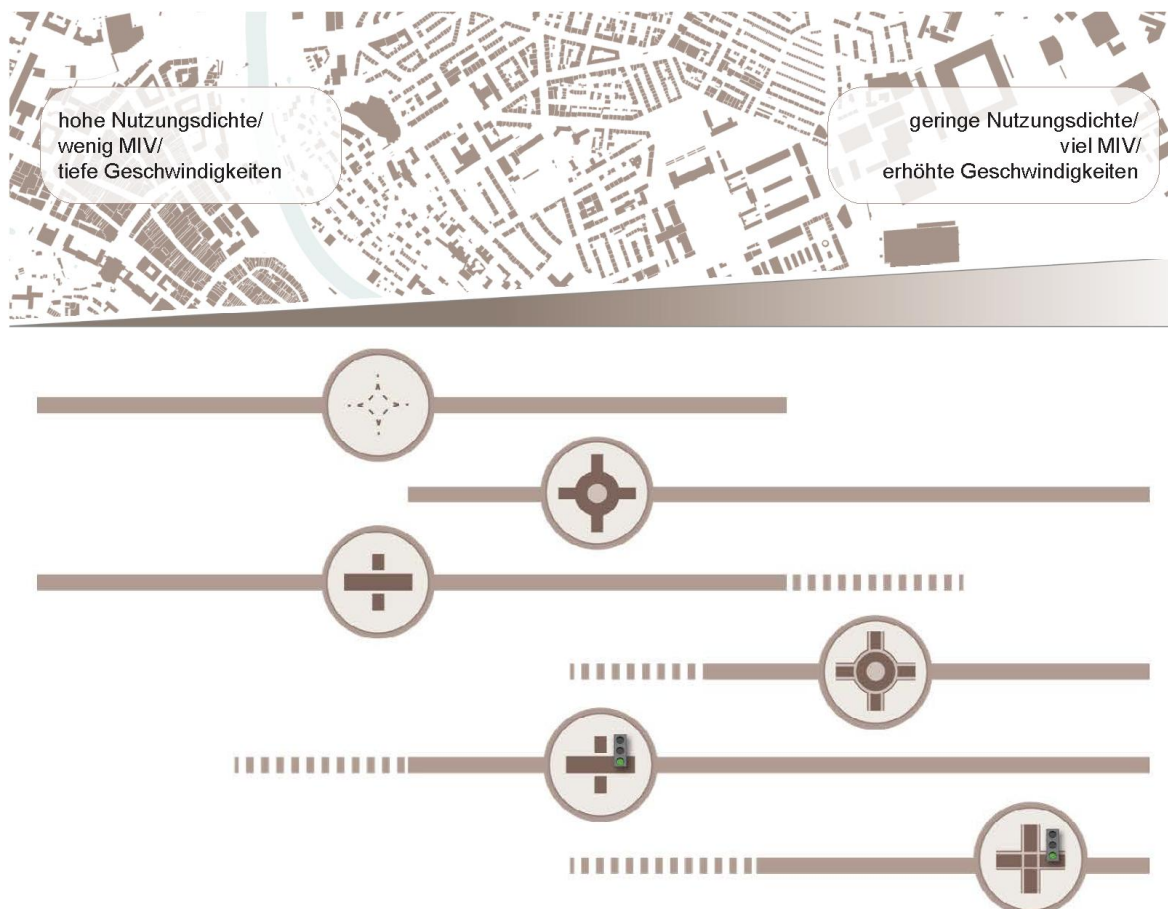 hohe Nutzungsdichte/
wenig MIV/
tiefe Geschwindigkeiten
geringe Nutzungsdichte/
viel MIV/
erhöhte Geschwindigkeiten